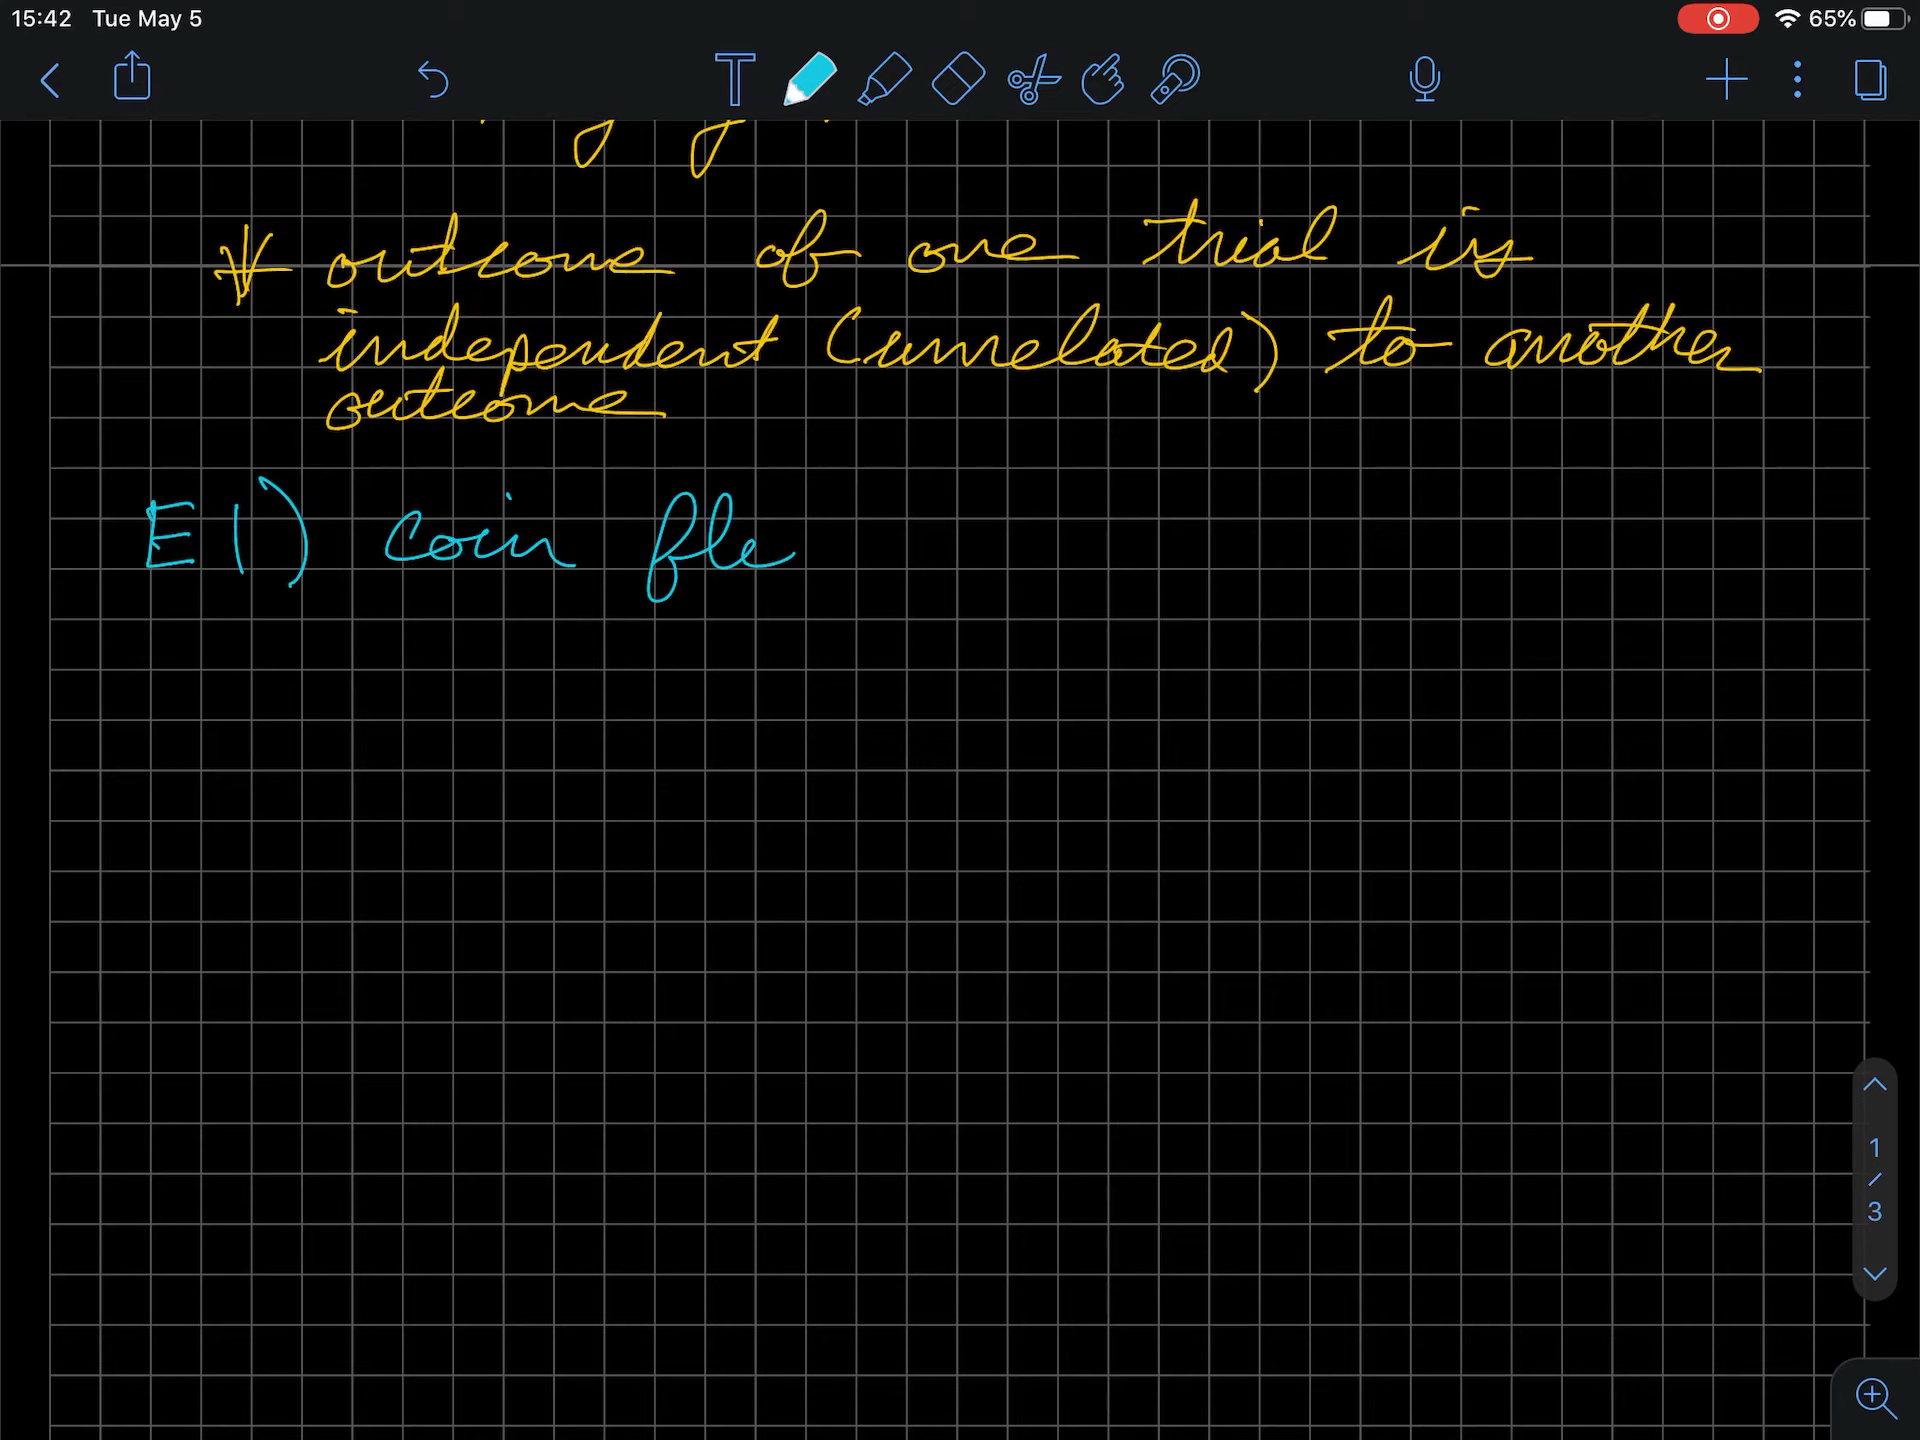 15:42 Tue May 5 65%
* outcome of one trial is
independent (unrelated) to another
outcome
E1) coin fle
1
/
3